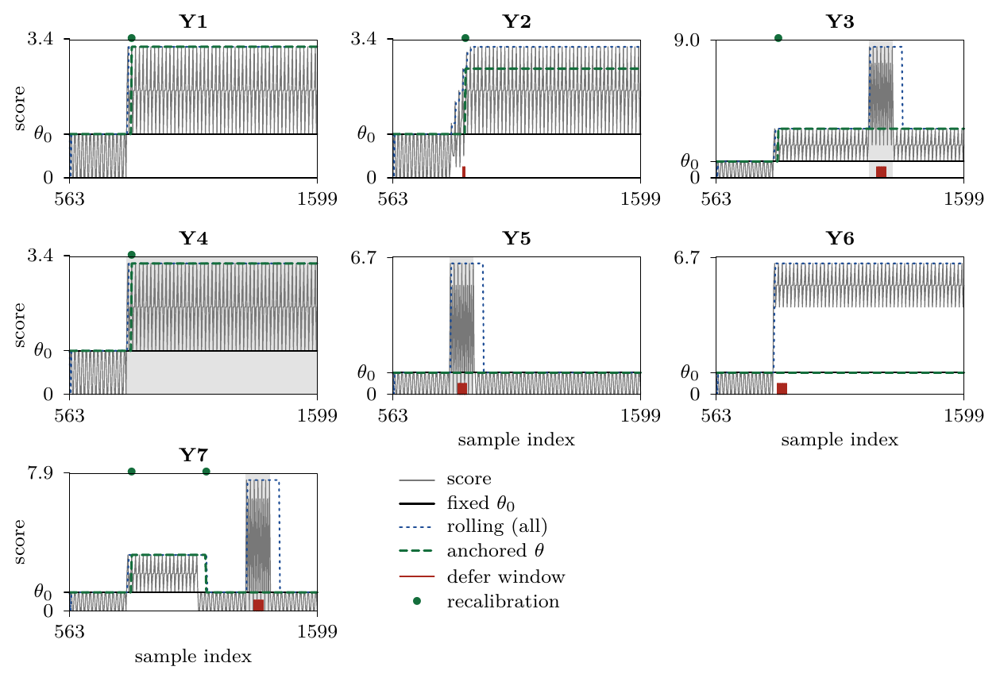 Y1
3.4
score
θ0
0
563
1599
Y2
3.4
θ0
0
563
1599
Y3
9.0
θ0
0
563
1599
Y4
3.4
score
θ0
0
563
1599
Y5
6.7
θ0
0
563
1599
sample index
Y6
6.7
θ0
0
563
1599
sample index
Y7
7.9
score
θ0
0
563
1599
sample index
score
fixed θ0
rolling (all)
anchored θ
defer window
recalibration